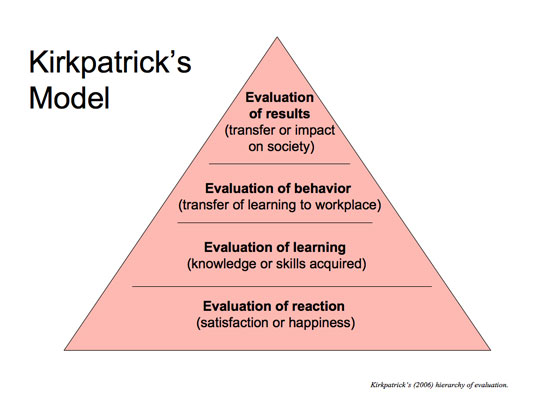 Kirkpatrick's
Model
Evaluation
of results
(transfer or impact
on society)
Evaluation of behavior
(transfer of learning to workplace)
Evaluation of learning
(knowledge or skills acquired)
Evaluation of reaction
(satisfaction or happiness)
Kirkpatrick's (2006) hierarchy of evaluation.